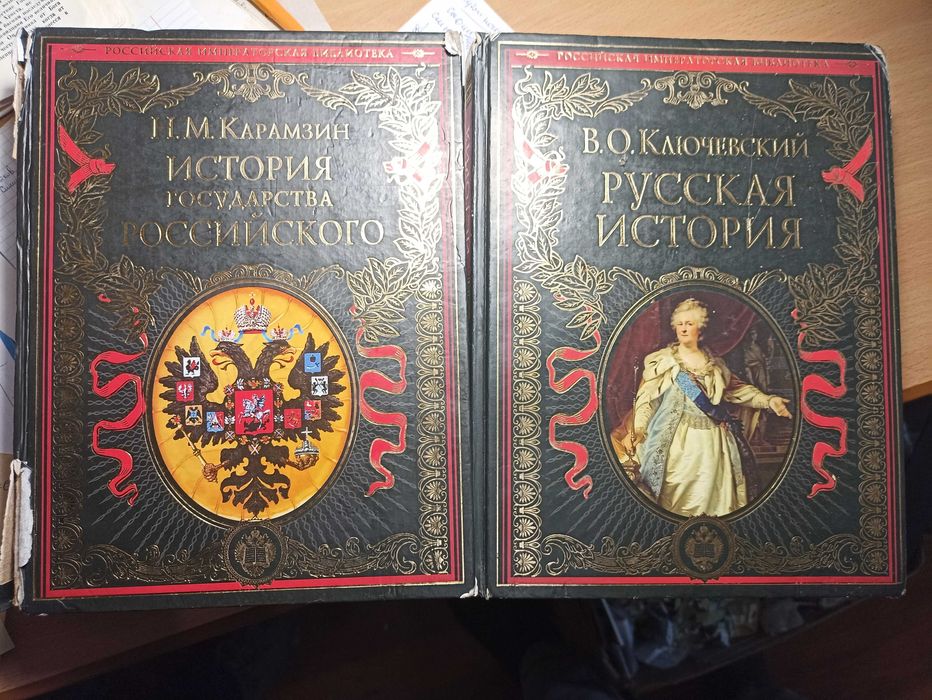 РОССИЙСКАЯ ИМПЕРАТОРСКАЯ БИБЛИОТЕКА
Н. М. КАРАМЗИН
ИСТОРИЯ
ГОСУДАРСТВА
РОССИЙСКОГО
РОССИЙСКАЯ ИМПЕРАТОРСКАЯ БИБЛИОТЕКА
В. О. КЛЮЧЕВСКИЙ
РУССКАЯ
ИСТОРИЯ